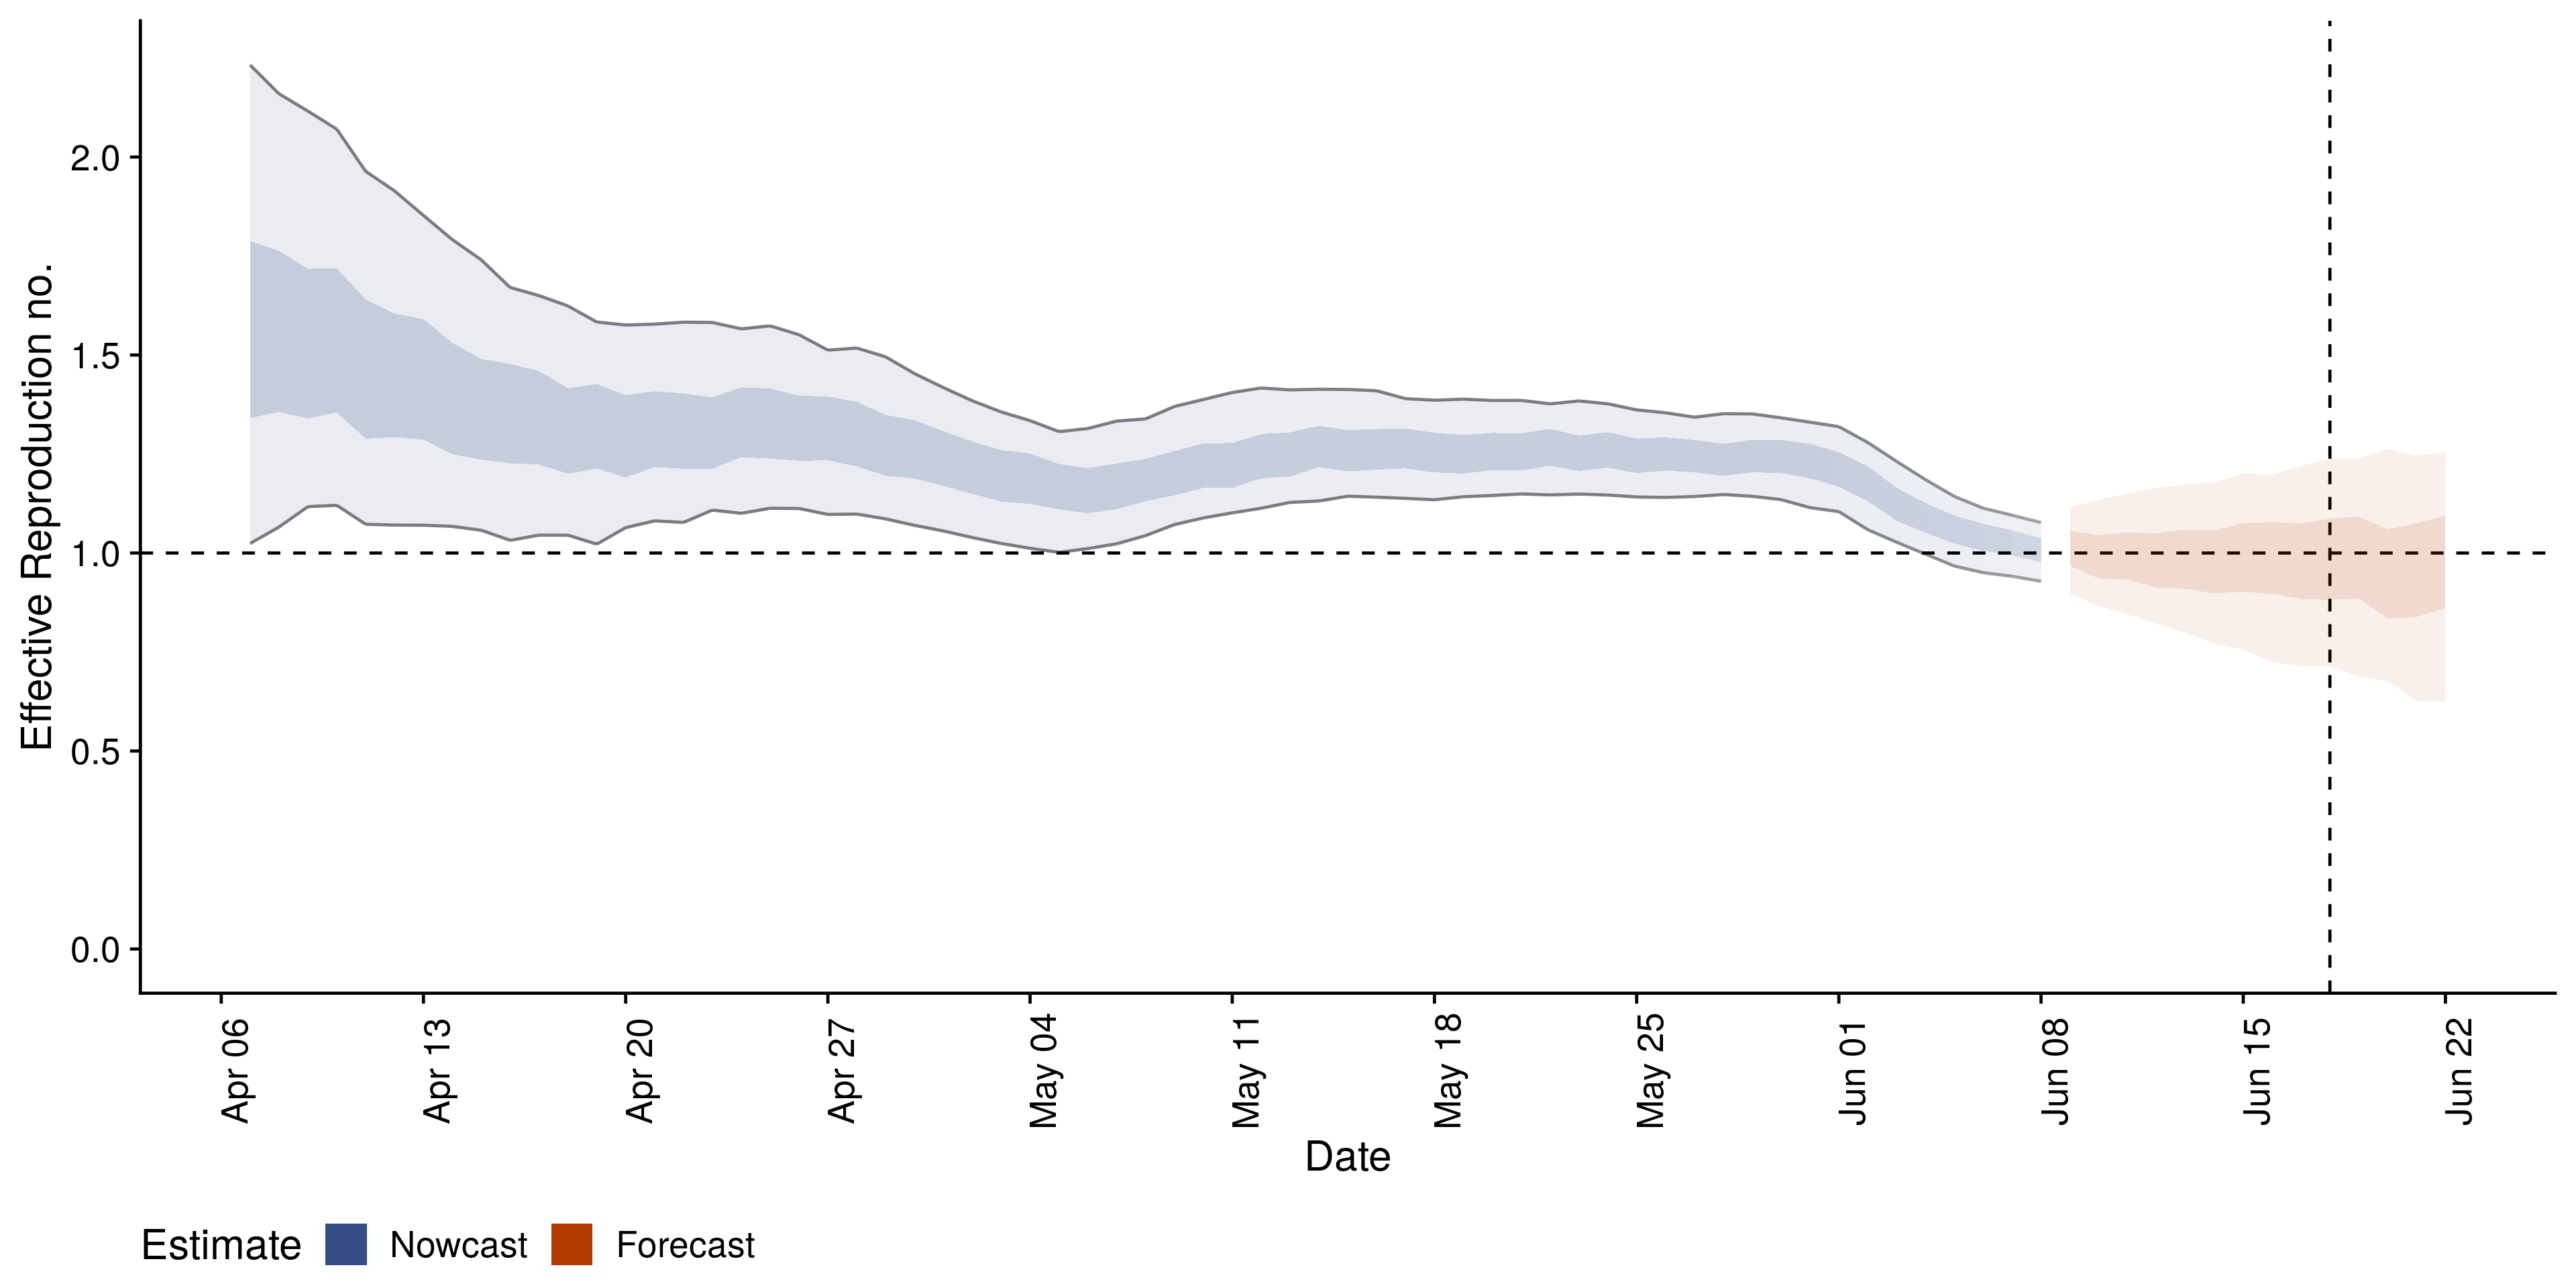 Effective Reproduction no.
2.0
1.5
1.0
0.5
0.0
Apr 06
Apr 13
Apr 20
Apr 27
May 04
May 11
May 18
May 25
Jun 01
Jun 08
Jun 15
Jun 22
Date
Estimate Nowcast Forecast